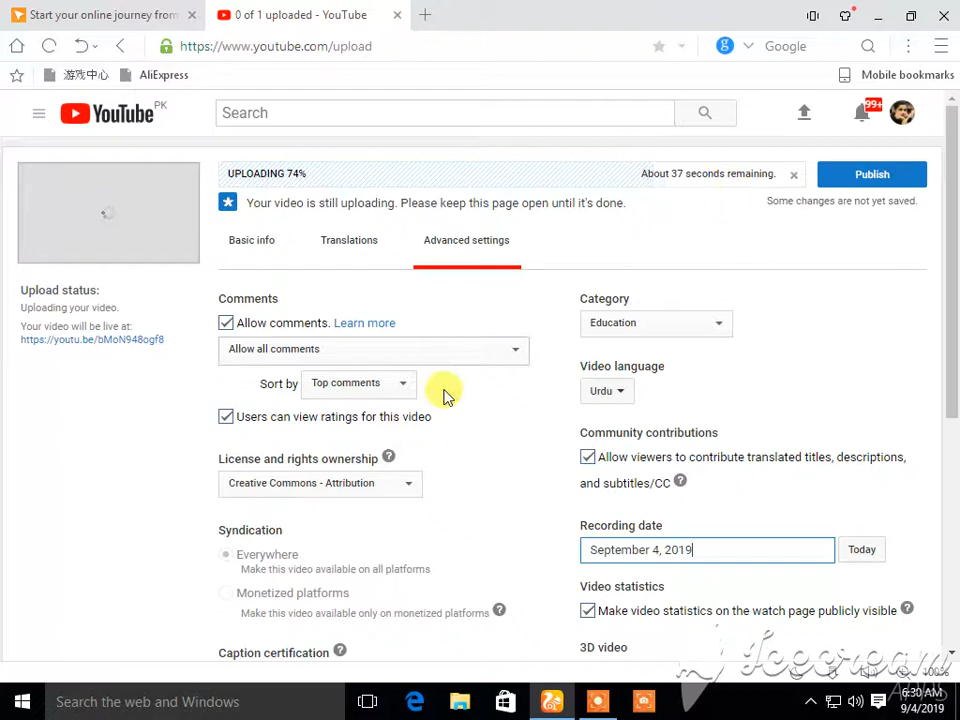 Start your online journey from
0 of 1 uploaded - YouTube
https://www.youtube.com/upload
Google
游戏中心
AliExpress
Mobile bookmarks
YouTube PK
Search
99+
UPLOADING 74%
About 37 seconds remaining.
Publish
Your video is still uploading. Please keep this page open until it's done.
Some changes are not yet saved.
Basic info
Translations
Advanced settings
Upload status:
Uploading your video.
Your video will be live at:
https://youtu.be/bMoN948ogf8
Comments
Allow comments. Learn more
Allow all comments
Sort by Top comments
Users can view ratings for this video
License and rights ownership ?
Creative Commons - Attribution
Syndication
Everywhere
Make this video available on all platforms
Monetized platforms
Make this video available only on monetized platforms ?
Caption certification ?
Category
Education
Video language
Urdu
Community contributions
Allow viewers to contribute translated titles, descriptions,
and subtitles/CC ?
Recording date
September 4, 2019
Today
Video statistics
Make video statistics on the watch page publicly visible ?
3D video
Icecream
Apps
100%
Search the web and Windows
6:30 AM
9/4/2019